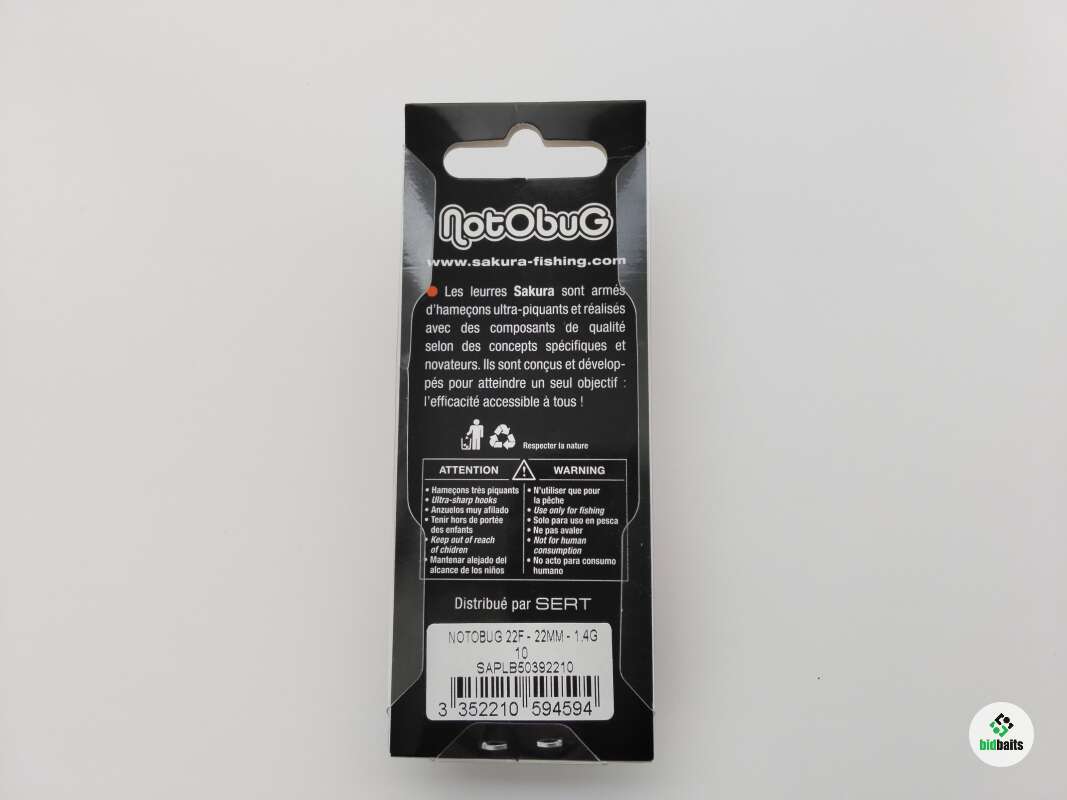 NotObuG
www.sakura-fishing.com
Les leurres Sakura sont armés
d'hameçons ultra-piquants et réalisés
avec des composants de qualité
selon des concepts spécifiques et
novateurs. Ils sont conçus et dévelop-
pés pour atteindre un seul objectif :
l'efficacité accessible à tous !
Respecter la nature
ATTENTION
• Hameçons très piquants
• Ultra-sharp hooks
• Anzuelos muy afilado
• Tenir hors de portée
des enfants
• Keep out of reach
of chidren
• Mantenar alejado del
alcance de los niños
WARNING
• N'utiliser que pour
la pêche
• Use only for fishing
• Solo para uso en pesca
• Ne pas avaler
• Not for human
consumption
• No acto para consumo
humano
Distribué par SERT
NOTOBUG 22F - 22MM - 1.4G
10
SAPLB50392210
3 352210 594594
bidbaits